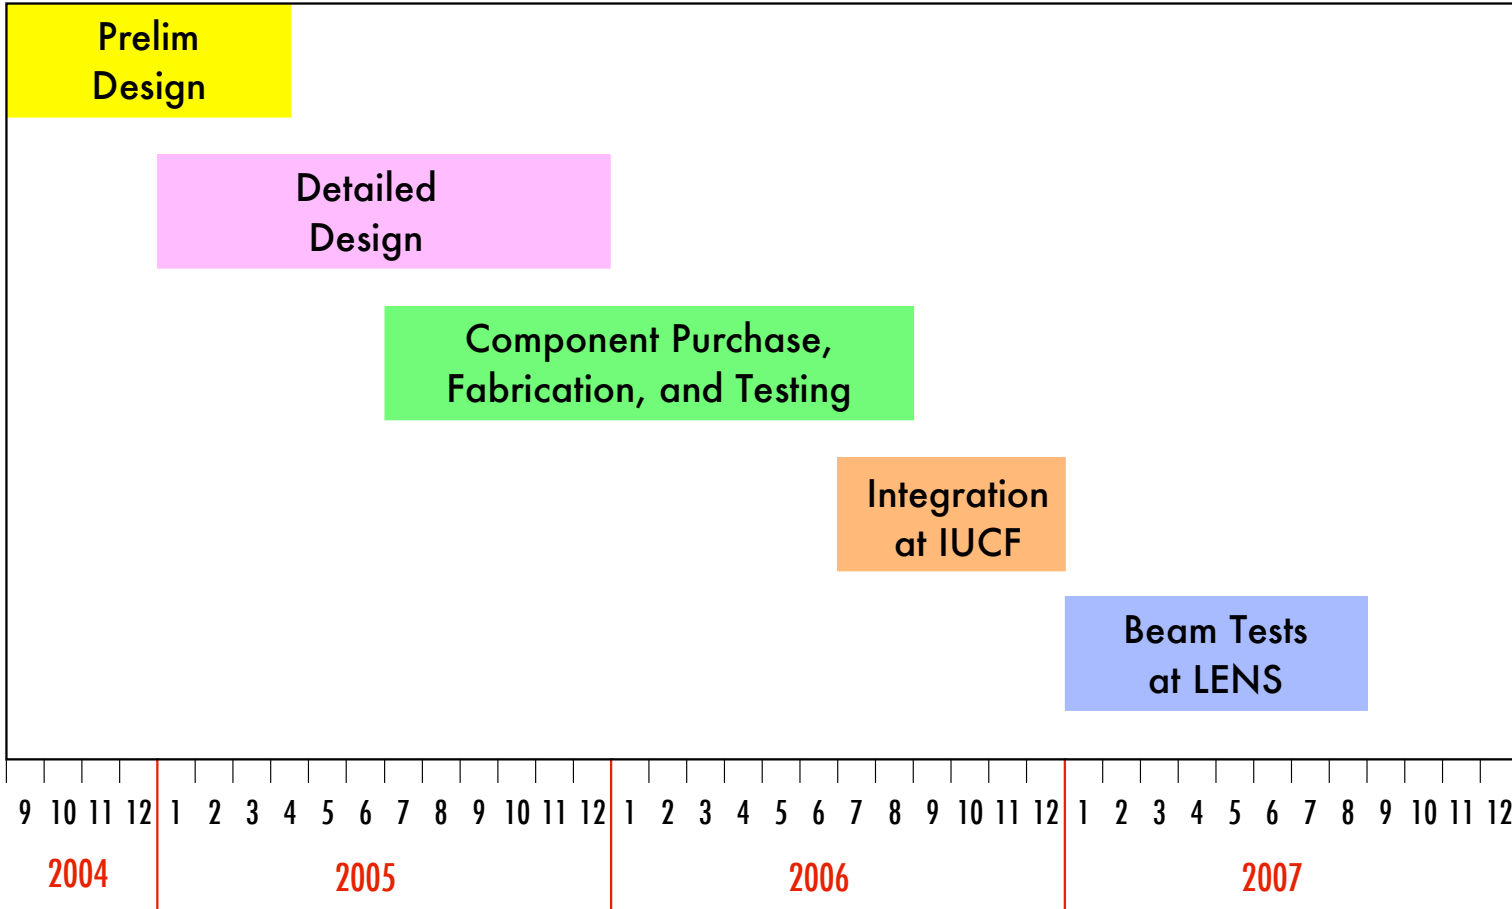 Prelim
Design
Detailed
Design
Component Purchase,
Fabrication, and Testing
Integration
at IUCF
Beam Tests
at LENS
9 10 11 12 1 2 3 4 5 6 7 8 9 10 11 12 1 2 3 4 5 6 7 8 9 10 11 12 1 2 3 4 5 6 7 8 9 10 11 12
2004 2005 2006 2007